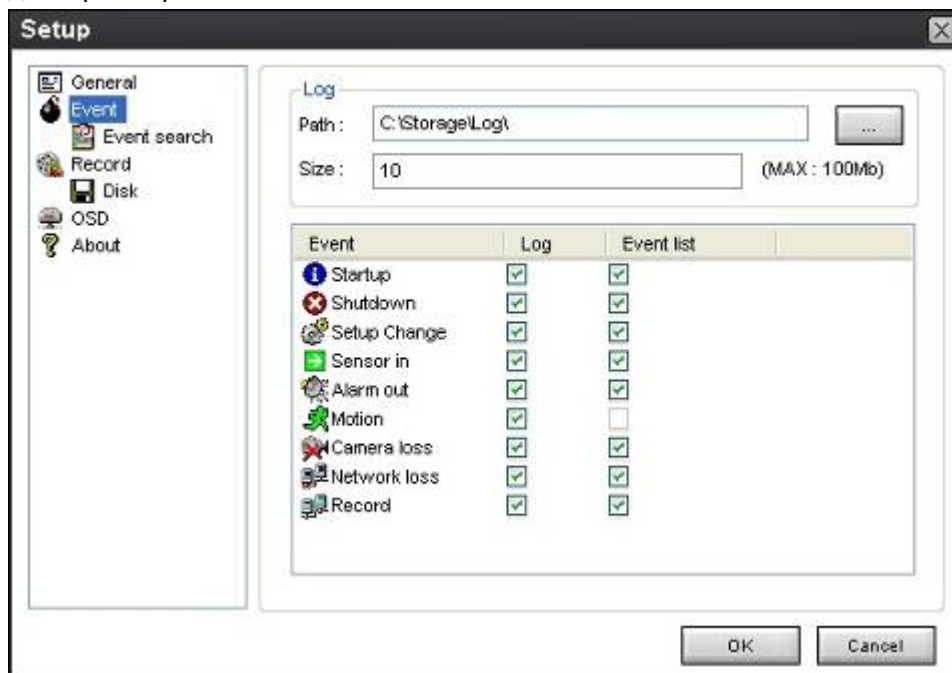 Setup
General
Event
Event search
Record
Disk
OSD
About
Log
Path : C:\Storage\Log\ ...
Size : 10 (MAX : 100Mb)
Event Log Event list
Startup
Shutdown
Setup Change
Sensor in
Alarm out
Motion
Camera loss
Network loss
Record
OK Cancel